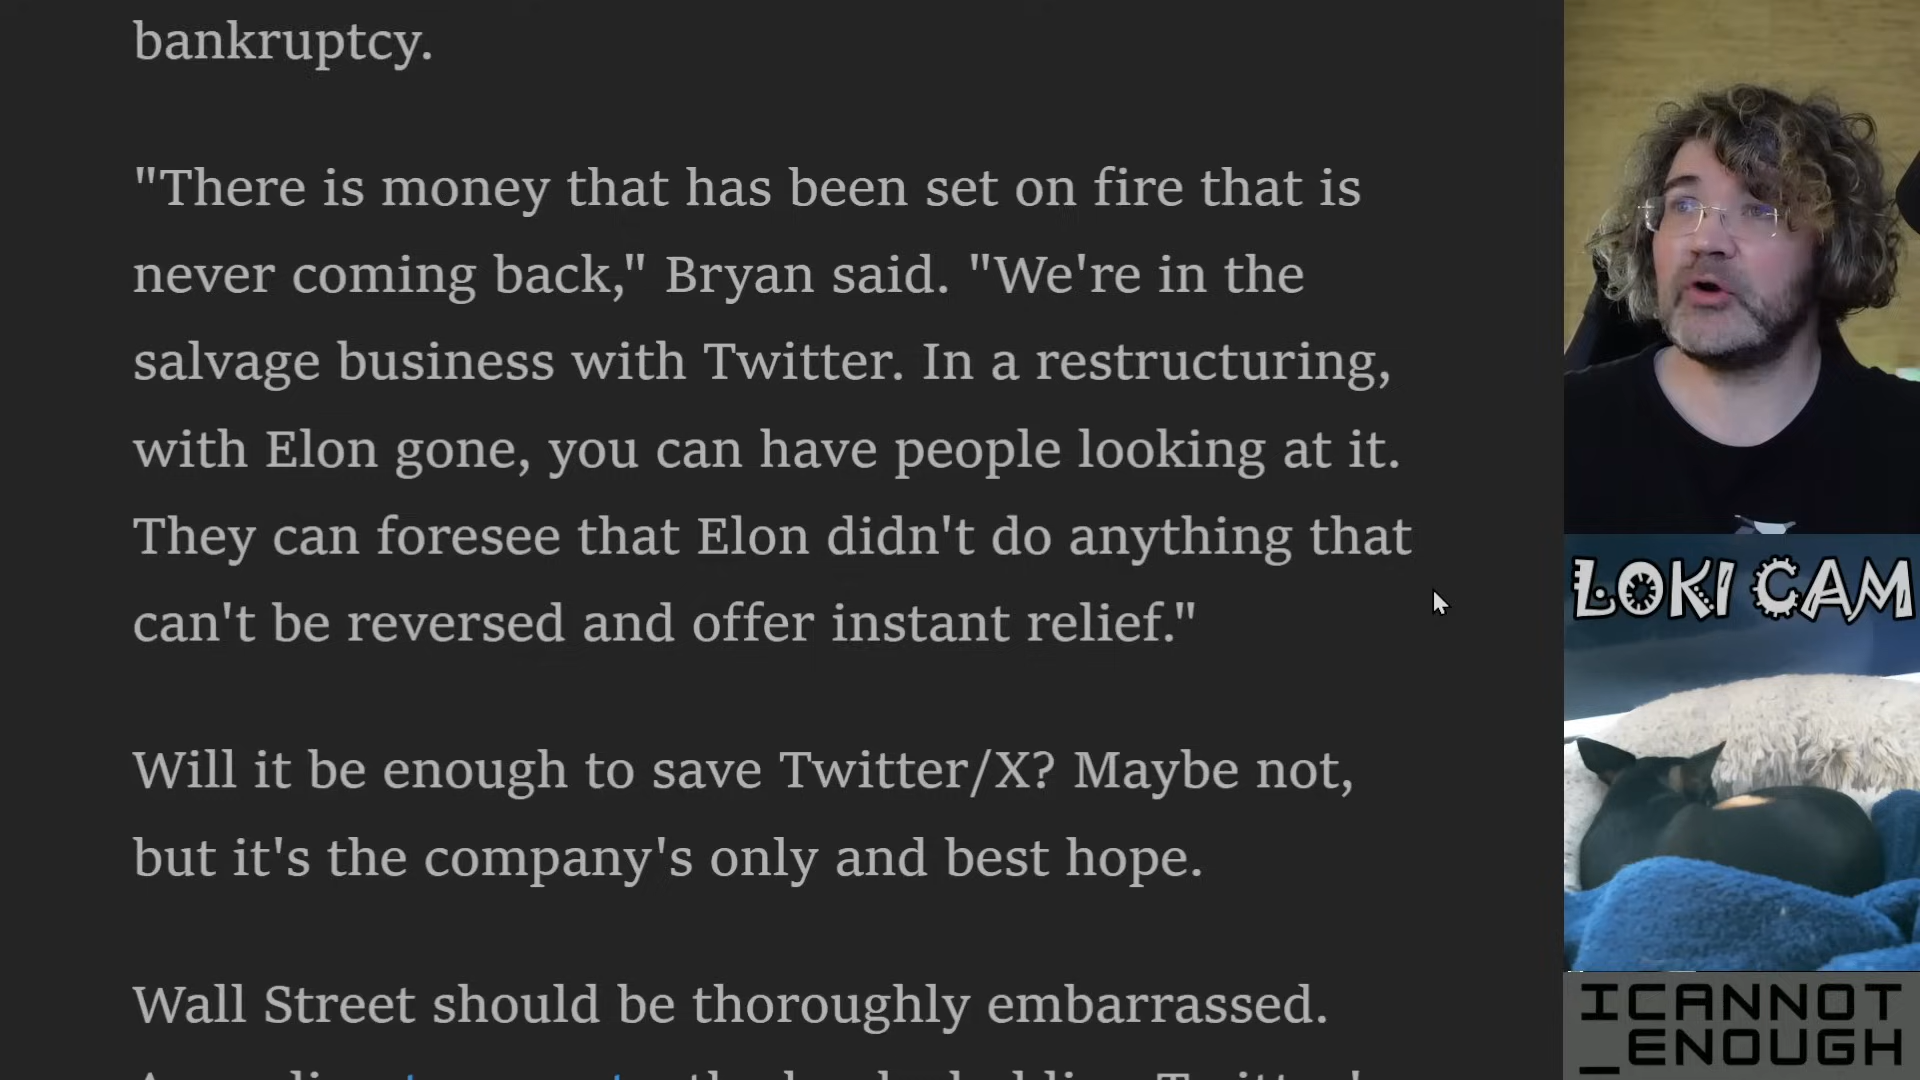 bankruptcy.
"There is money that has been set on fire that is
never coming back," Bryan said. "We're in the
salvage business with Twitter. In a restructuring,
with Elon gone, you can have people looking at it.
They can foresee that Elon didn't do anything that
can't be reversed and offer instant relief."
Will it be enough to save Twitter/X? Maybe not,
but it's the company's only and best hope.
Wall Street should be thoroughly embarrassed.
LOKI CAM
ICANNOT
_ENOUGH